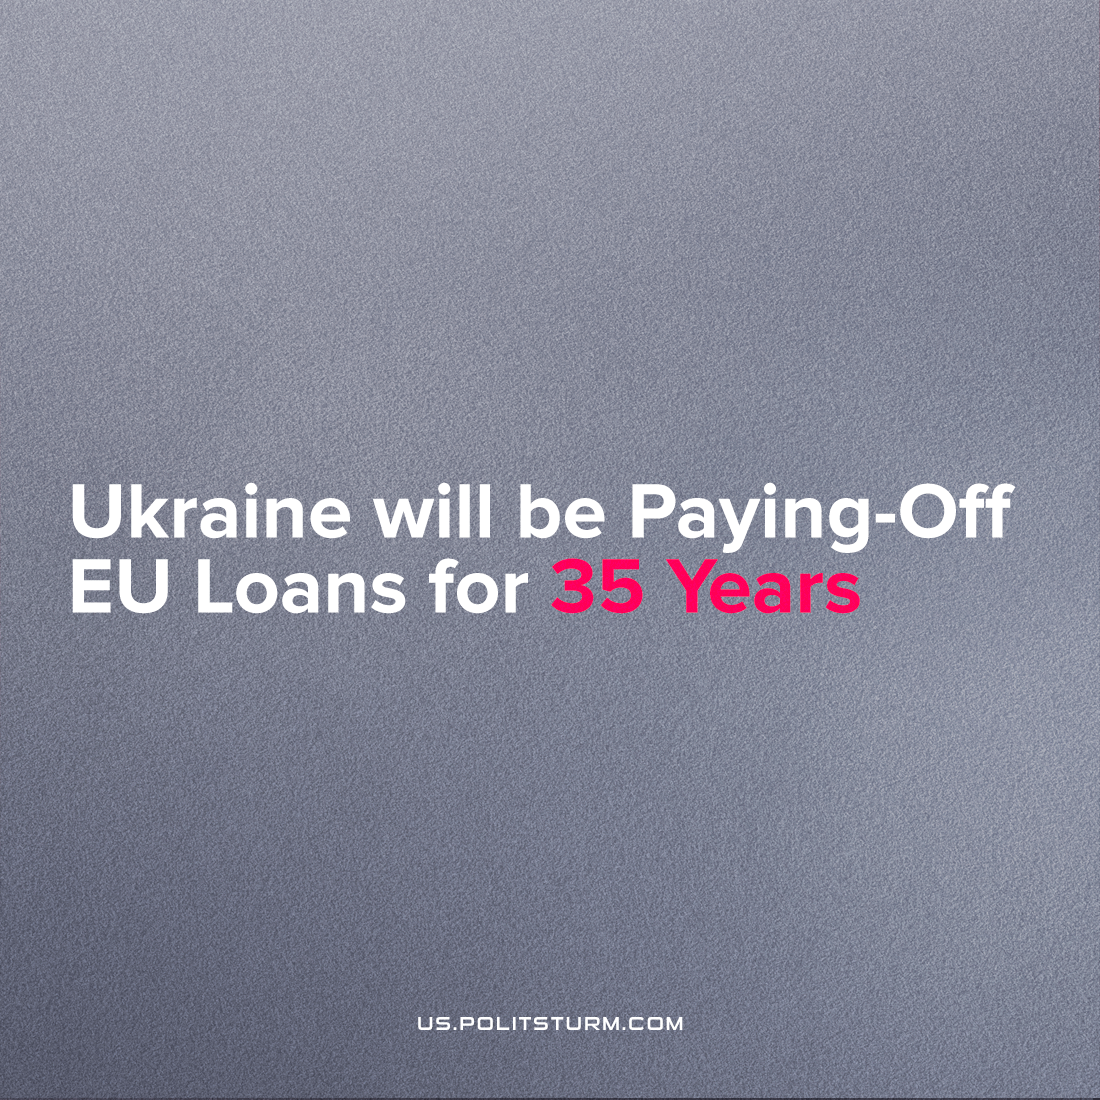 Ukraine will be Paying-Off
EU Loans for 35 Years
US.POLITSTURM.COM